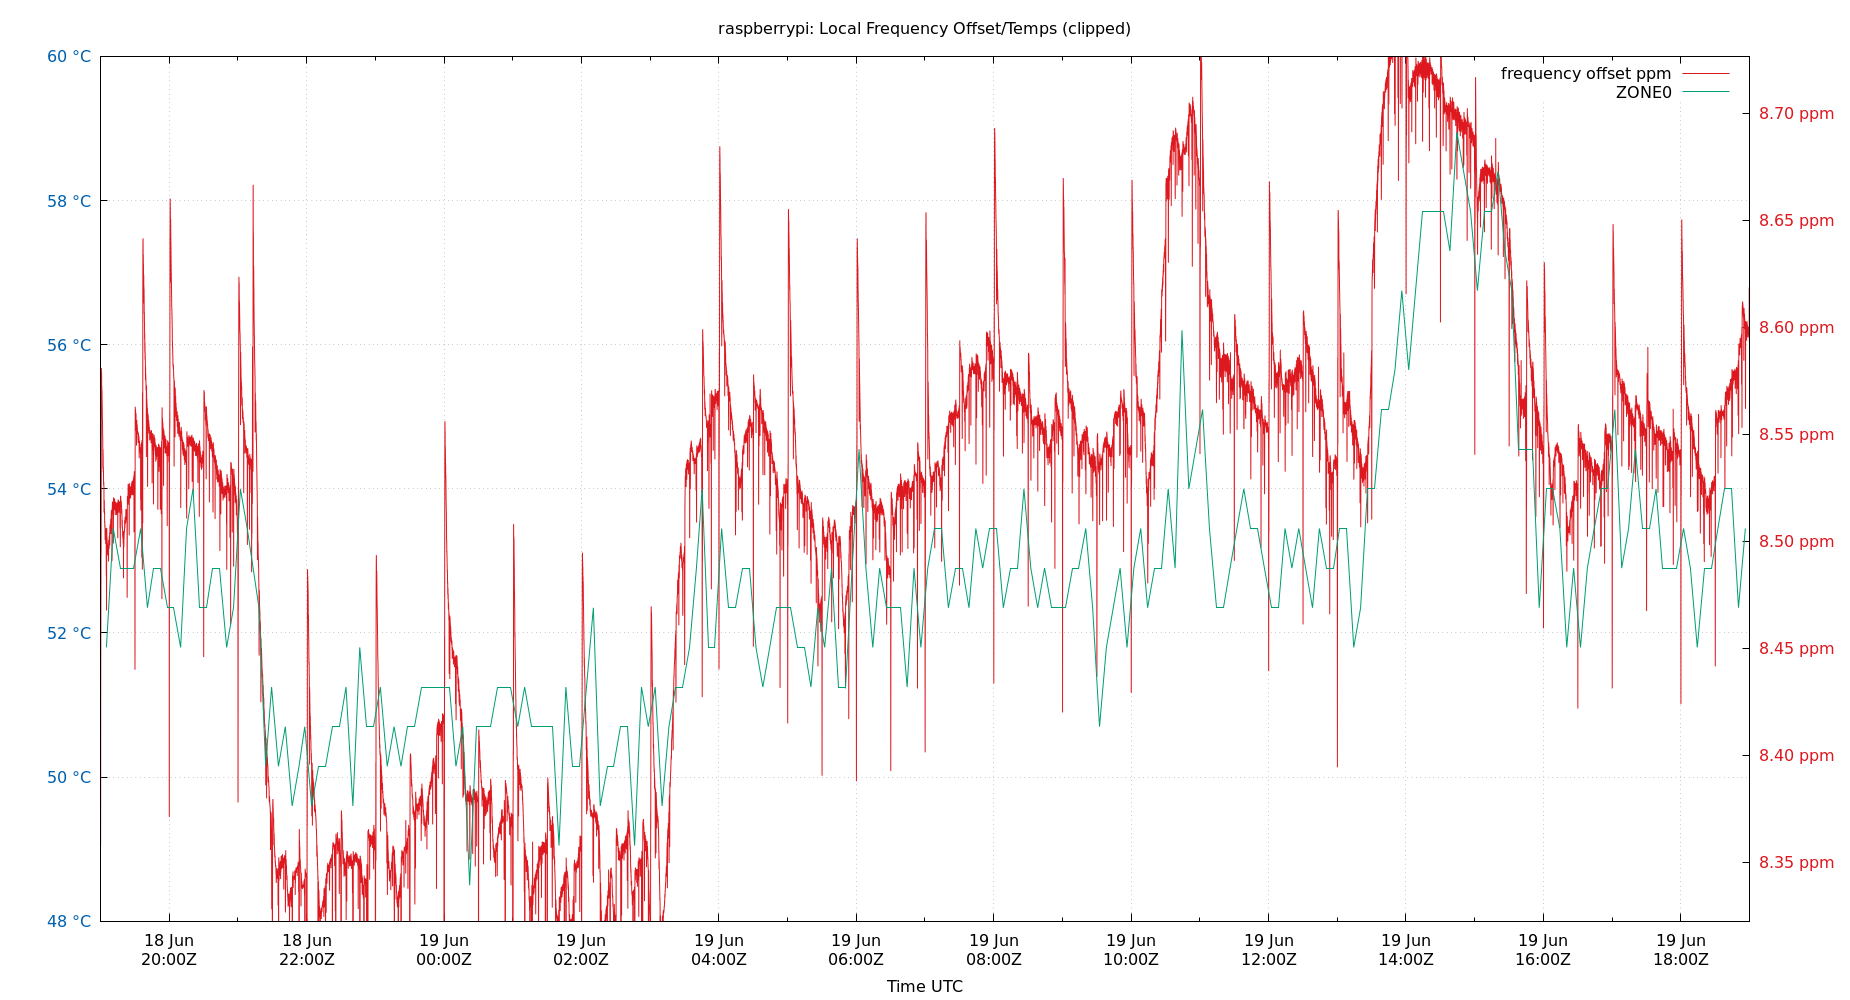 raspberrypi: Local Frequency Offset/Temps (clipped)
60 °C
58 °C
56 °C
54 °C
52 °C
50 °C
48 °C
frequency offset ppm
ZONE0
8.70 ppm
8.65 ppm
8.60 ppm
8.55 ppm
8.50 ppm
8.45 ppm
8.40 ppm
8.35 ppm
18 Jun 18 Jun 19 Jun 19 Jun 19 Jun 19 Jun 19 Jun 19 Jun 19 Jun 19 Jun 19 Jun 19 Jun
20:00Z 22:00Z 00:00Z 02:00Z 04:00Z 06:00Z 08:00Z 10:00Z 12:00Z 14:00Z 16:00Z 18:00Z
Time UTC